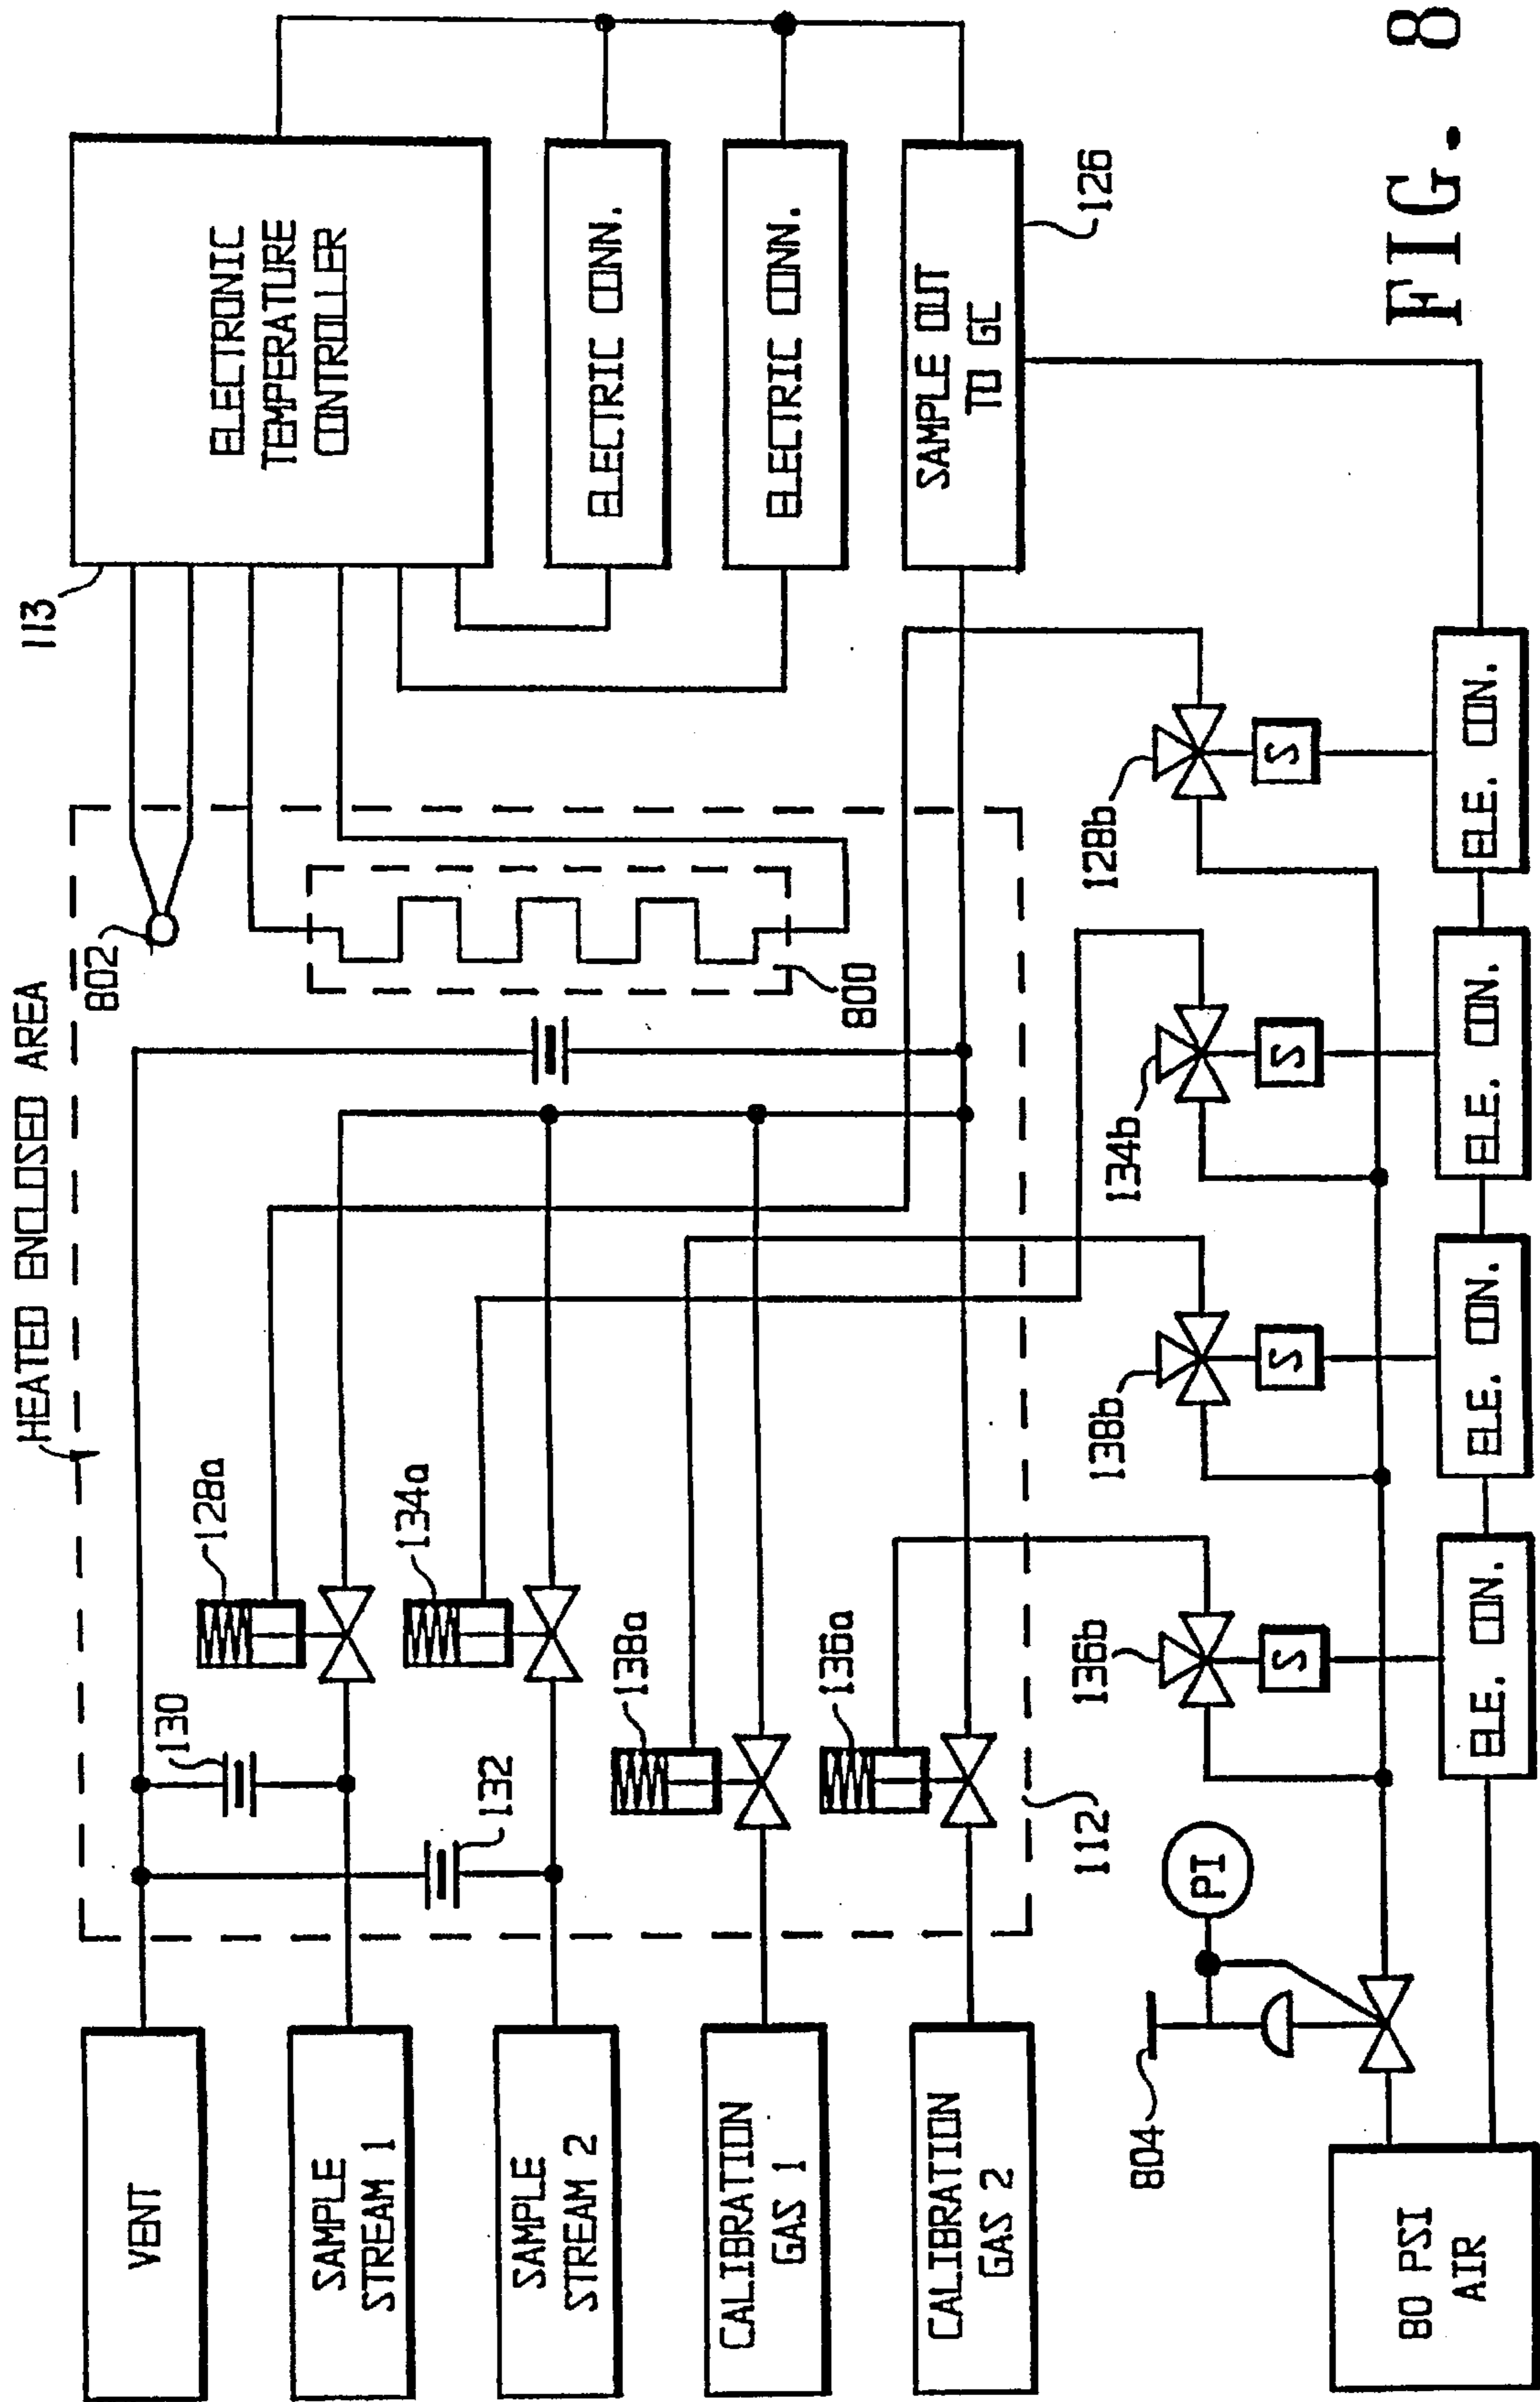 HEATED ENCLOSED AREA
113
802
ELECTRONIC
TEMPERATURE
CONTROLLER
VENT
130
128a
SAMPLE
STREAM 1
134a
800
ELECTRIC CONN.
SAMPLE
STREAM 2
132
ELECTRIC CONN.
CALIBRATION
GAS 1
138a
CALIBRATION
GAS 2
136a
SAMPLE OUT
TO GC
126
112
804
PI
136b
138b
134b
128b
S
S
S
S
80 PSI
AIR
ELE. CON.
ELE. CON.
ELE. CON.
ELE. CON.
FIG. 8